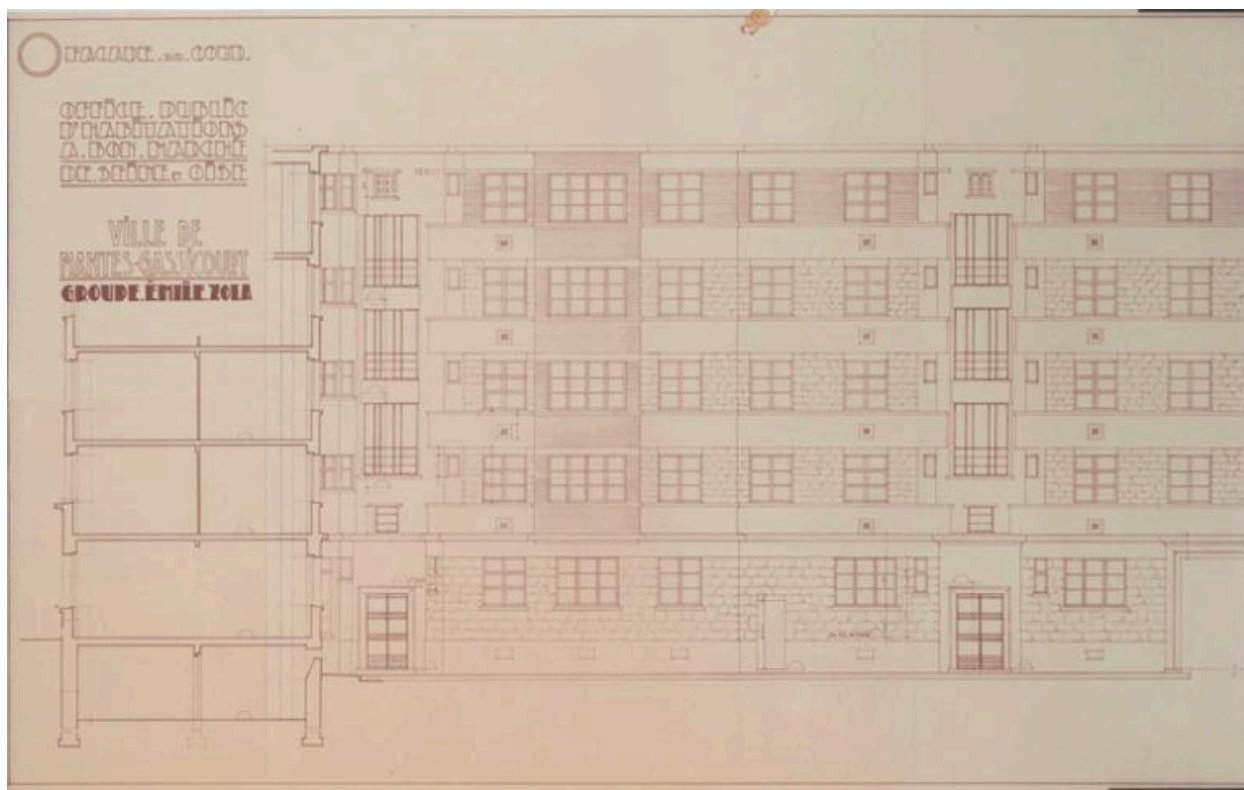 FAÇADE.SUR.COUR.
OFFICE.PUBLIC
D'HABITATIONS
A.BON.MARCHÉ
DE.SEINE ET OISE
VILLE DE
MANTES-GASSICOURT
GROUPE.ÉMILE ZOLA